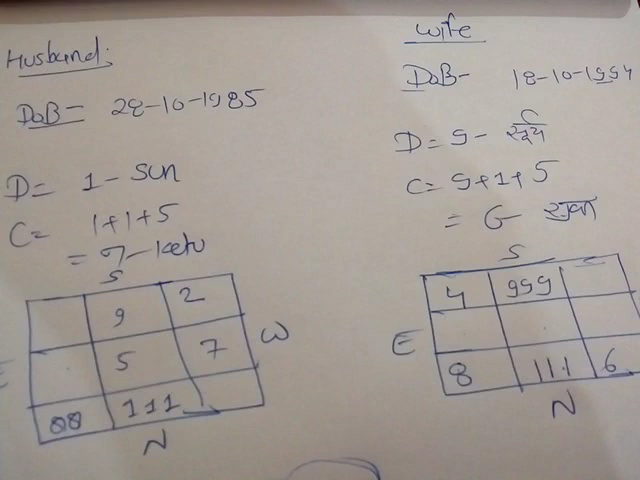 Husband:
DOB- 28-10-1985
D= 1- sun
C= 1+1+5
= 7-ketu
S
9 2
5 7 W
88 111
N
Wife
DOB- 18-10-1994
D= 9- सूर्य
C= 9+1+5
= 6-
S
4 999
E
8 111 6
N